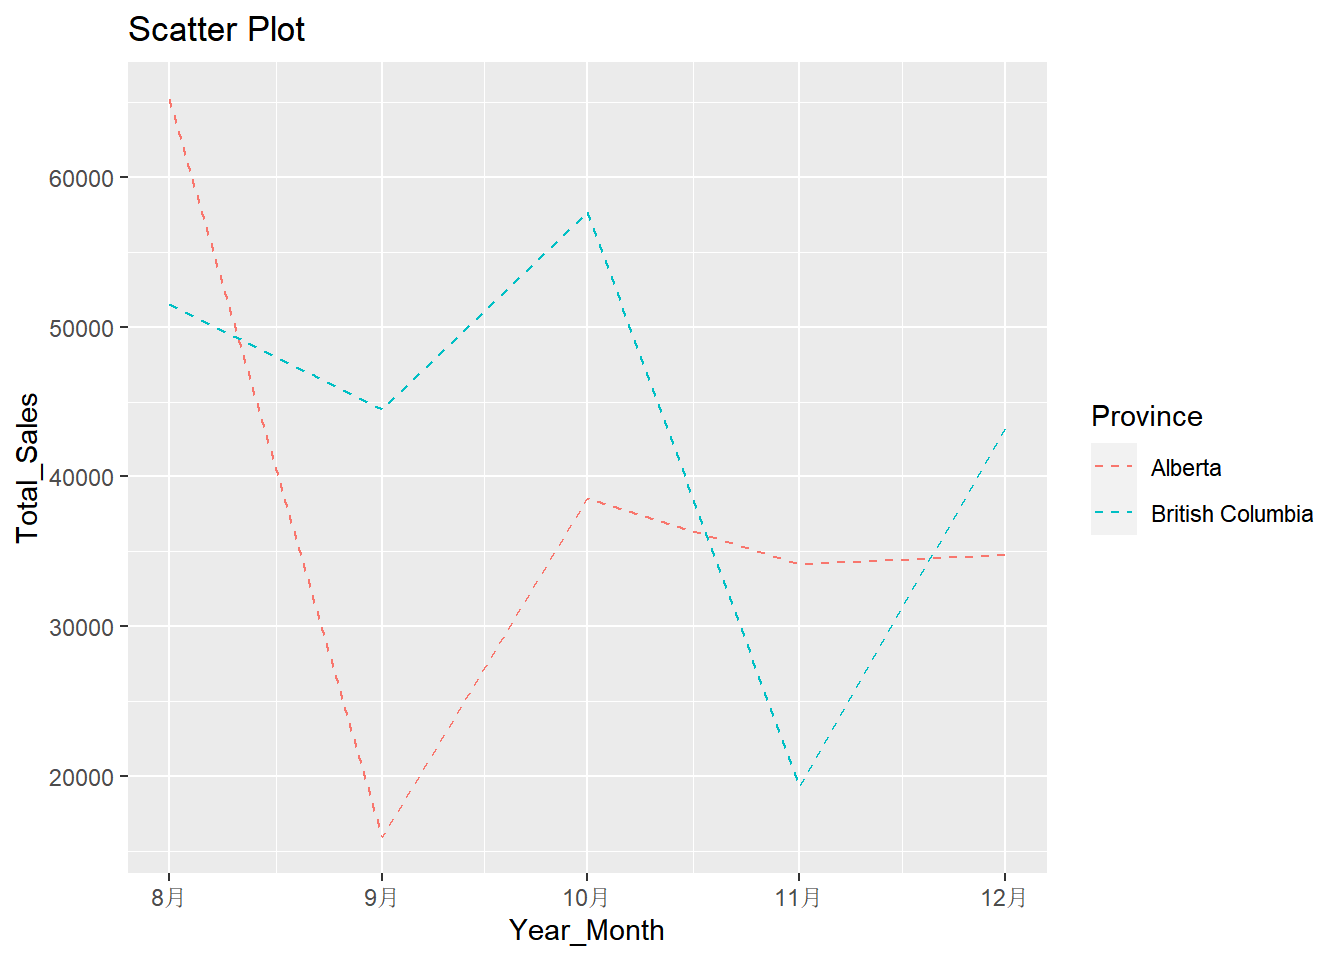 Scatter Plot
60000
50000
40000
30000
20000
Total_Sales
8月
9月
10月
11月
12月
Year_Month
Province
Alberta
British Columbia